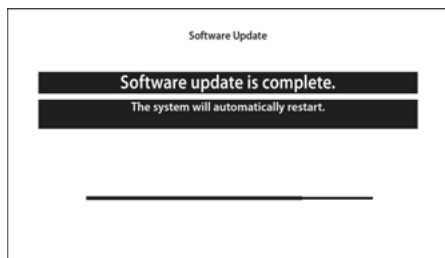 Software Update
Software update is complete.
The system will automatically restart.